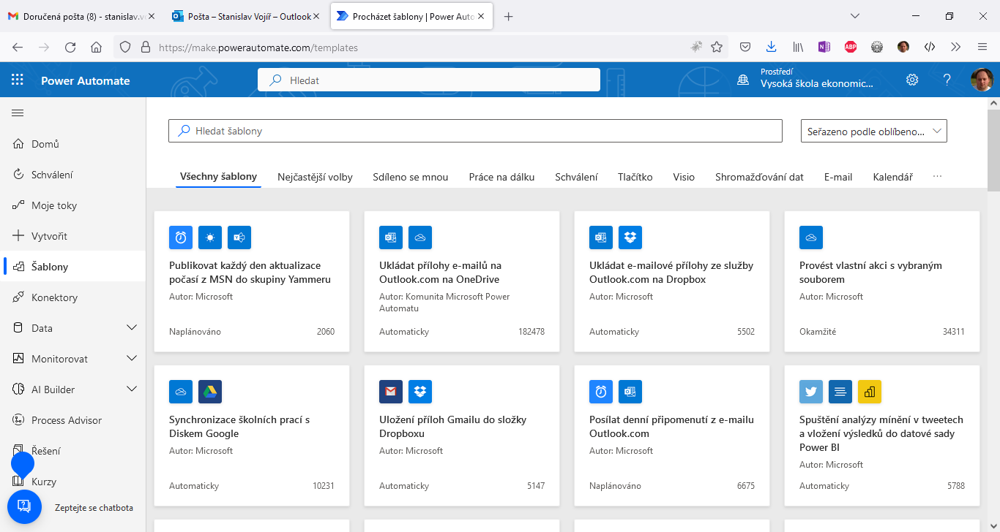 Doručená pošta (8) - stanislav.v
Pošta – Stanislav Vojíř – Outlook
Procházet šablony | Power Auto
https://make.powerautomate.com/templates
ABP
Power Automate
Hledat
Prostředí
Vysoká škola ekonomic...
?
Domů
Schválení
Moje toky
Vytvořit
Šablony
Konektory
Data
Monitorovat
AI Builder
Process Advisor
Řešení
Kurzy
Zeptejte se chatbota
Hledat šablony
Seřazeno podle oblíbeno...
Všechny šablony Nejčastější volby Sdíleno se mnou Práce na dálku Schválení Tlačítko Visio Shromažďování dat E-mail Kalendář ...
Publikovat každý den aktualizace
počasí z MSN do skupiny Yammeru
Autor: Microsoft
Naplánováno 2060
Ukládat přílohy e-mailů na
Outlook.com na OneDrive
Autor: Komunita Microsoft Power
Automatu
Automaticky 182478
Ukládat e-mailové přílohy ze služby
Outlook.com na Dropbox
Autor: Microsoft
Automaticky 5502
Provést vlastní akci s vybraným
souborem
Autor: Microsoft
Okamžité 34311
Synchronizace školních prací s
Diskem Google
Autor: Microsoft
Automaticky 10231
Uložení příloh Gmailu do složky
Dropboxu
Autor: Microsoft
Automaticky 5147
Posílat denní připomenutí z e-mailu
Outlook.com
Autor: Microsoft
Naplánováno 6675
Spuštění analýzy mínění v tweetech
a vložení výsledků do datové sady
Power BI
Autor: Microsoft
Automaticky 5788